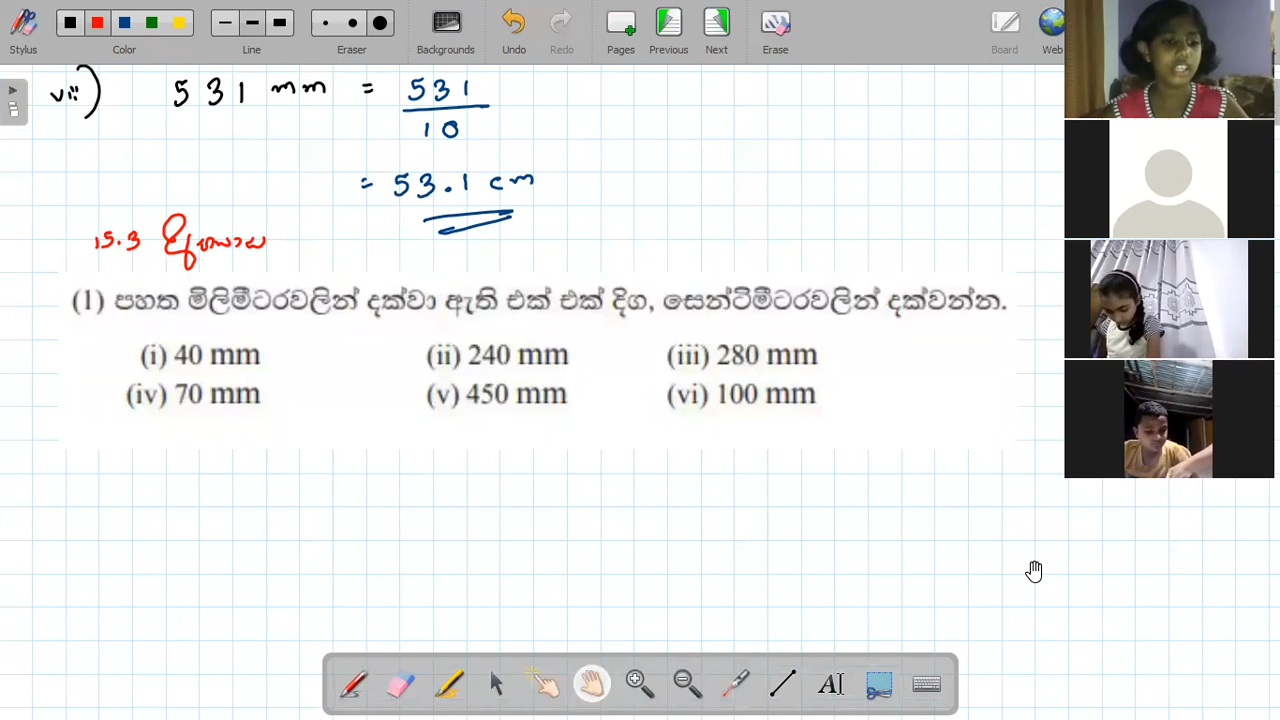 Stylus Color Line Eraser Backgrounds Undo Redo Pages Previous Next Erase Board Web
vii) 531 mm = 531
10
= 53.1 cm
15.3
(1) පහත මිලිමීටරවලින් දක්වා ඇති එක් එක් දිග, සෙන්ටිමීටරවලින් දක්වන්න.
(i) 40 mm (ii) 240 mm (iii) 280 mm
(iv) 70 mm (v) 450 mm (vi) 100 mm